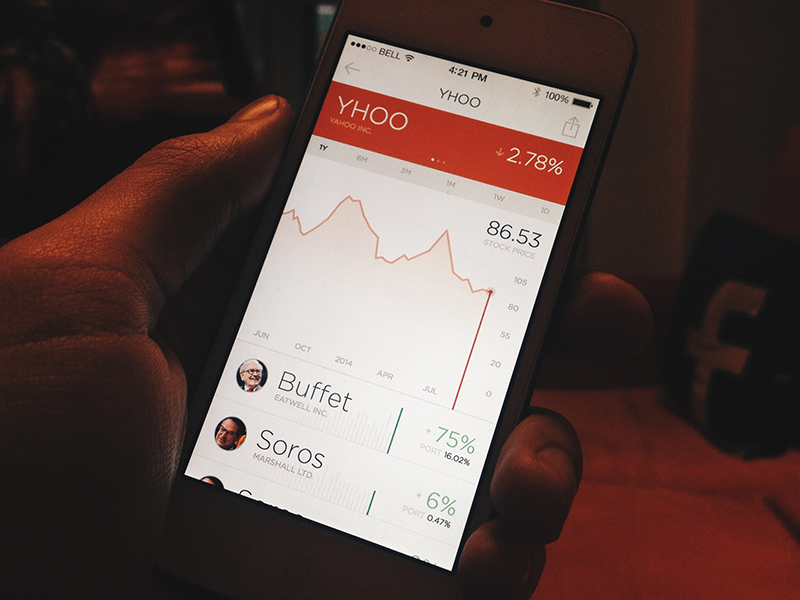 BELL 4:21 PM 100%
YHOO
YHOO
YAHOO INC.
2.78%
1Y 6M 3M 1M 1W 1D
86.53
STOCK PRICE
105
80
55
20
0
JUN OCT 2014 APR JUL
Buffet
EATWELL INC.
+ 75%
PORT 16.02%
Soros
MARSHALL LTD.
+ 6%
PORT 0.47%
f